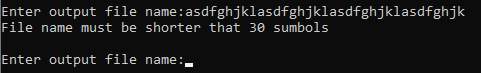 Enter output file name:asdfghjklasdfghjklasdfghjklasdfghjk
File name must be shorter that 30 sumbols
Enter output file name: